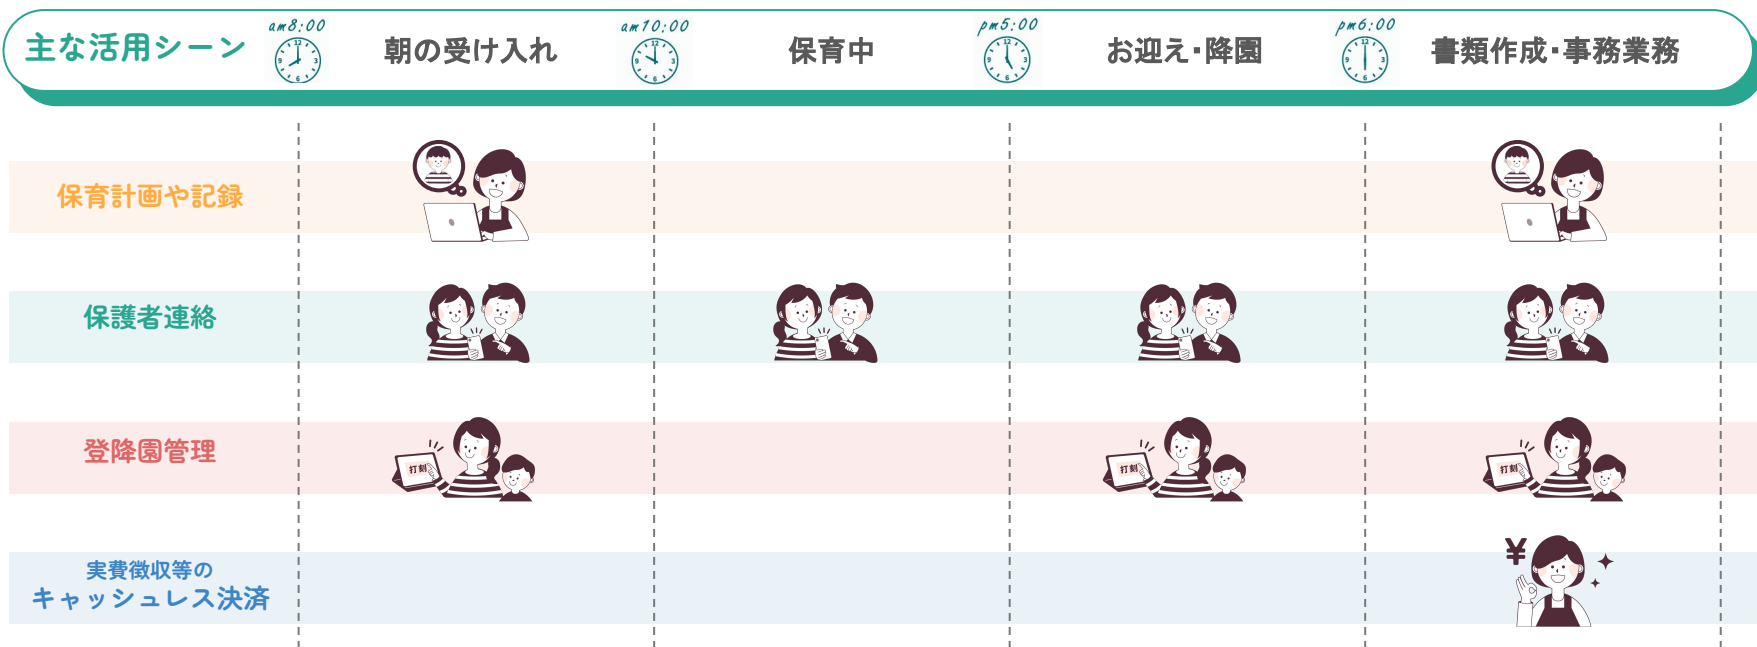 主な活用シーン
am8:00
朝の受け入れ
am10:00
保育中
pm5:00
お迎え・降園
pm6:00
書類作成・事務業務
保育計画や記録
保護者連絡
登降園管理
打刻
打刻
打刻
実費徴収等の
キャッシュレス決済
¥